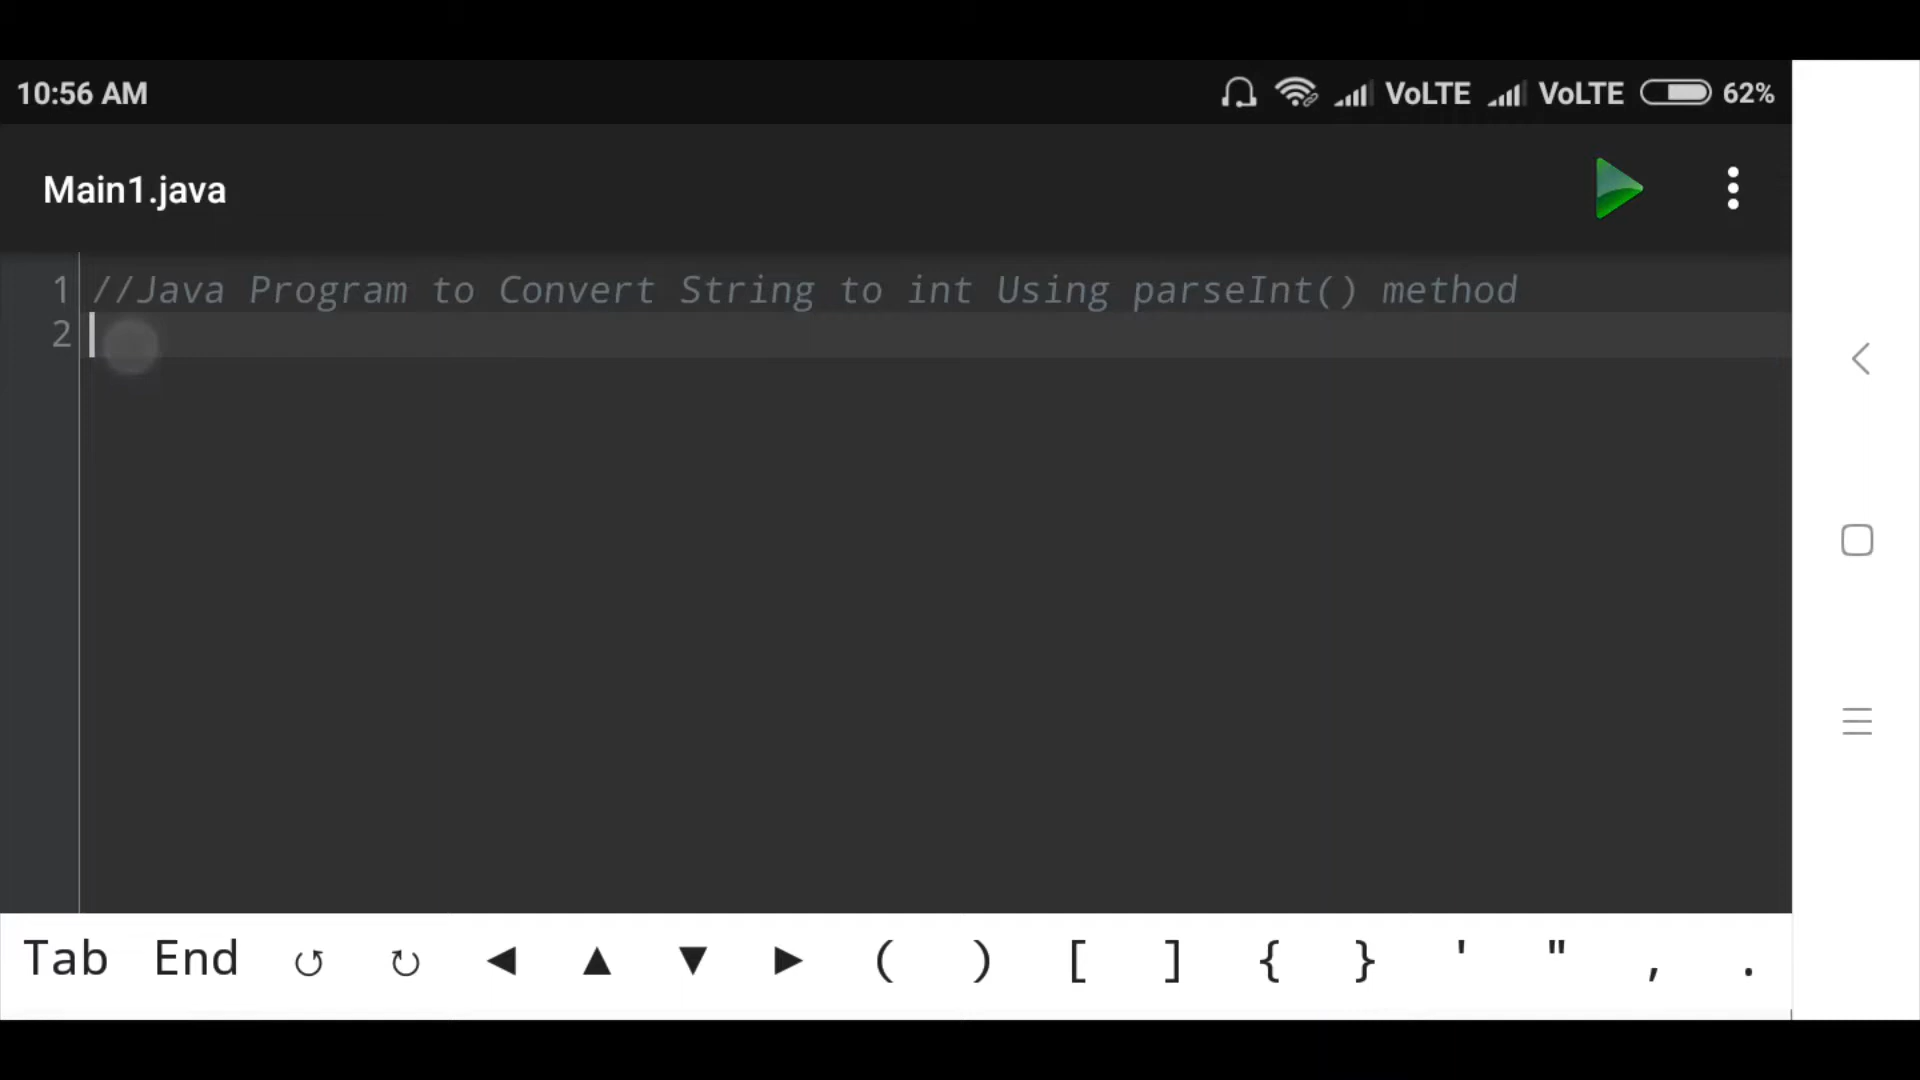 10:56 AM VoLTE VoLTE 62%
Main1.java
1 //Java Program to Convert String to int Using parseInt() method
2
Tab End ↺ ↻ ◀ ▲ ▼ ▶ ( ) [ ] { } ' " , .